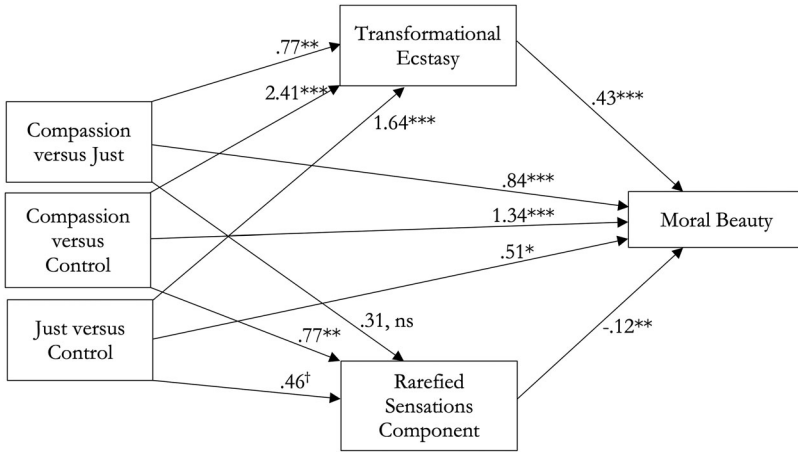 Transformational
Ecstasy
.77**
2.41***
1.64***
.43***
Compassion
versus Just
.84***
Compassion
versus
Control
1.34***
Moral Beauty
.51*
Just versus
Control
.31, ns
.77**
-.12**
.46†
Rarefied
Sensations
Component